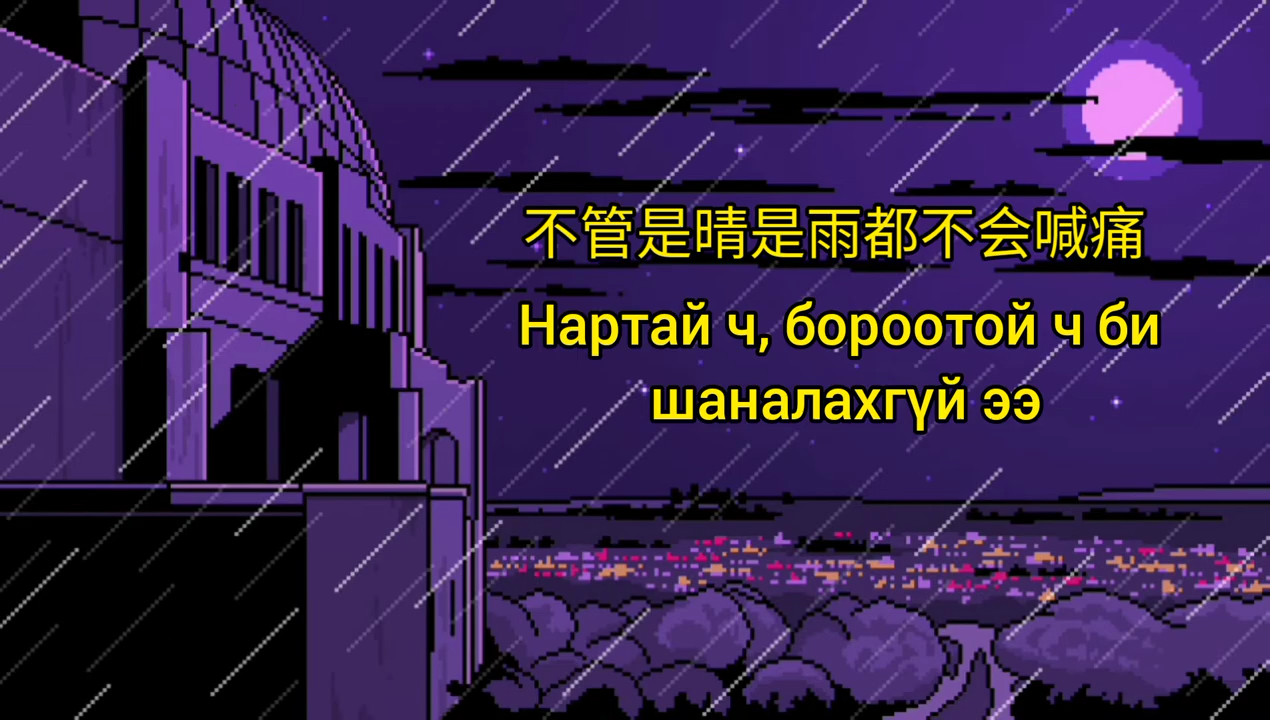 不管是晴是雨都不会喊痛
Нартай ч, бороотой ч би
шаналахгүй ээ